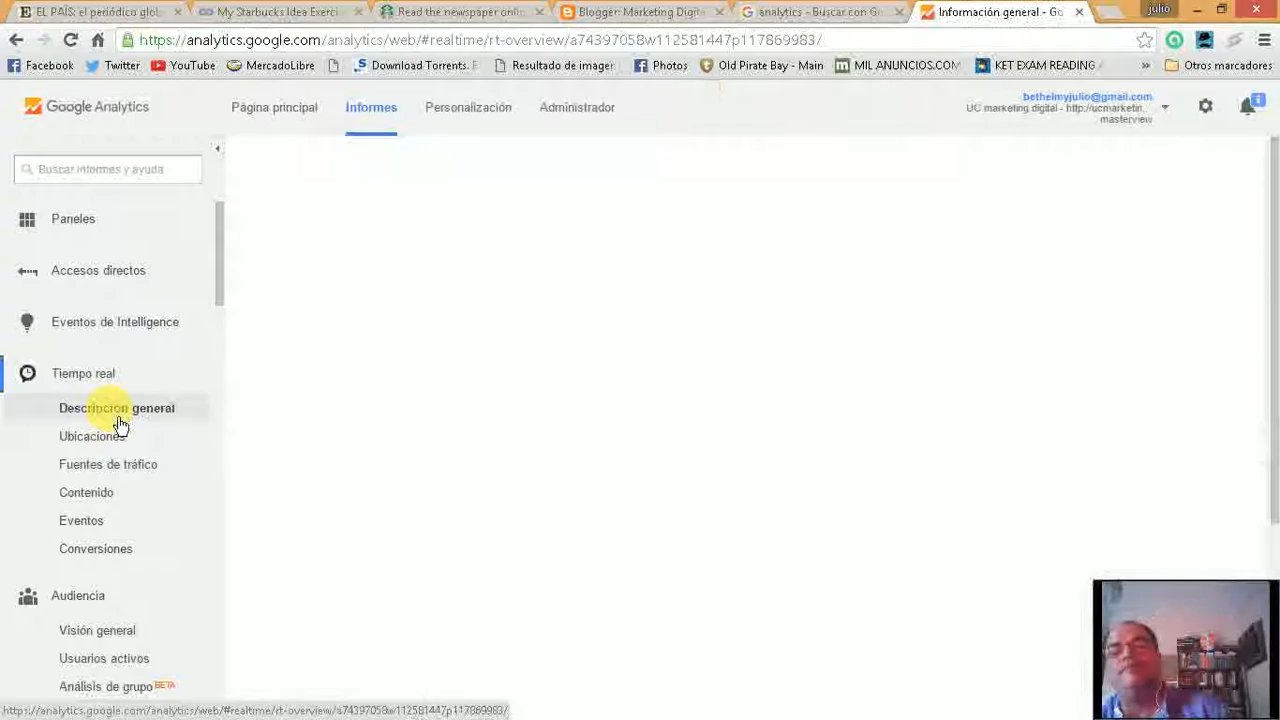 EL PAÍS: el periódico glob
My Starbucks Idea Exerci
Read the newspaper onlin
Blogger: Marketing Digita
analytics - Buscar con Go
Información general - Go
julio
https://analytics.google.com/analytics/web/#realtime/rt-overview/a74397058w112581447p117869983/
Facebook
Twitter
YouTube
MercadoLibre
Download Torrents. F
Resultado de imagen
Photos
Old Pirate Bay - Main
MIL ANUNCIOS.COM
KET EXAM READING
»
Otros marcadores
Google Analytics
Página principal
Informes
Personalización
Administrador
bethelmyjulio@gmail.com
UC marketing digital - http://ucmarketin...
masterview
Buscar informes y ayuda
Paneles
Accesos directos
Eventos de Intelligence
Tiempo real
Descripción general
Ubicaciones
Fuentes de tráfico
Contenido
Eventos
Conversiones
Audiencia
Visión general
Usuarios activos
Análisis de grupo BETA
https://analytics.google.com/analytics/web/#realtime/rt-overview/a74397058w112581447p117869983/